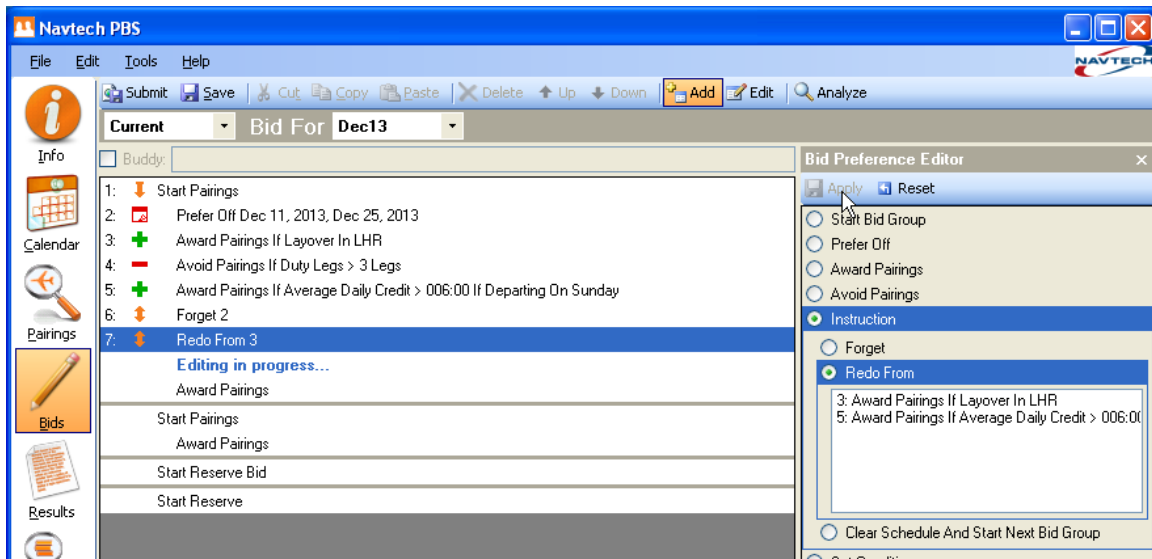 Navtech PBS
File Edit Tools Help
NAVTECH
Submit Save Cut Copy Paste Delete Up Down Add Edit Analyze
Current Bid For Dec13
Info
Buddy:
Bid Preference Editor
Apply Reset
1: Start Pairings
2: Prefer Off Dec 11, 2013, Dec 25, 2013
3: Award Pairings If Layover In LHR
4: Avoid Pairings If Duty Legs > 3 Legs
5: Award Pairings If Average Daily Credit > 006:00 If Departing On Sunday
6: Forget 2
7: Redo From 3
Editing in progress...
Award Pairings
Start Pairings
Award Pairings
Start Reserve Bid
Start Reserve
Calendar
Pairings
Bids
Results
Start Bid Group
Prefer Off
Award Pairings
Avoid Pairings
Instruction
Forget
Redo From
3: Award Pairings If Layover In LHR
5: Award Pairings If Average Daily Credit > 006:00
Clear Schedule And Start Next Bid Group